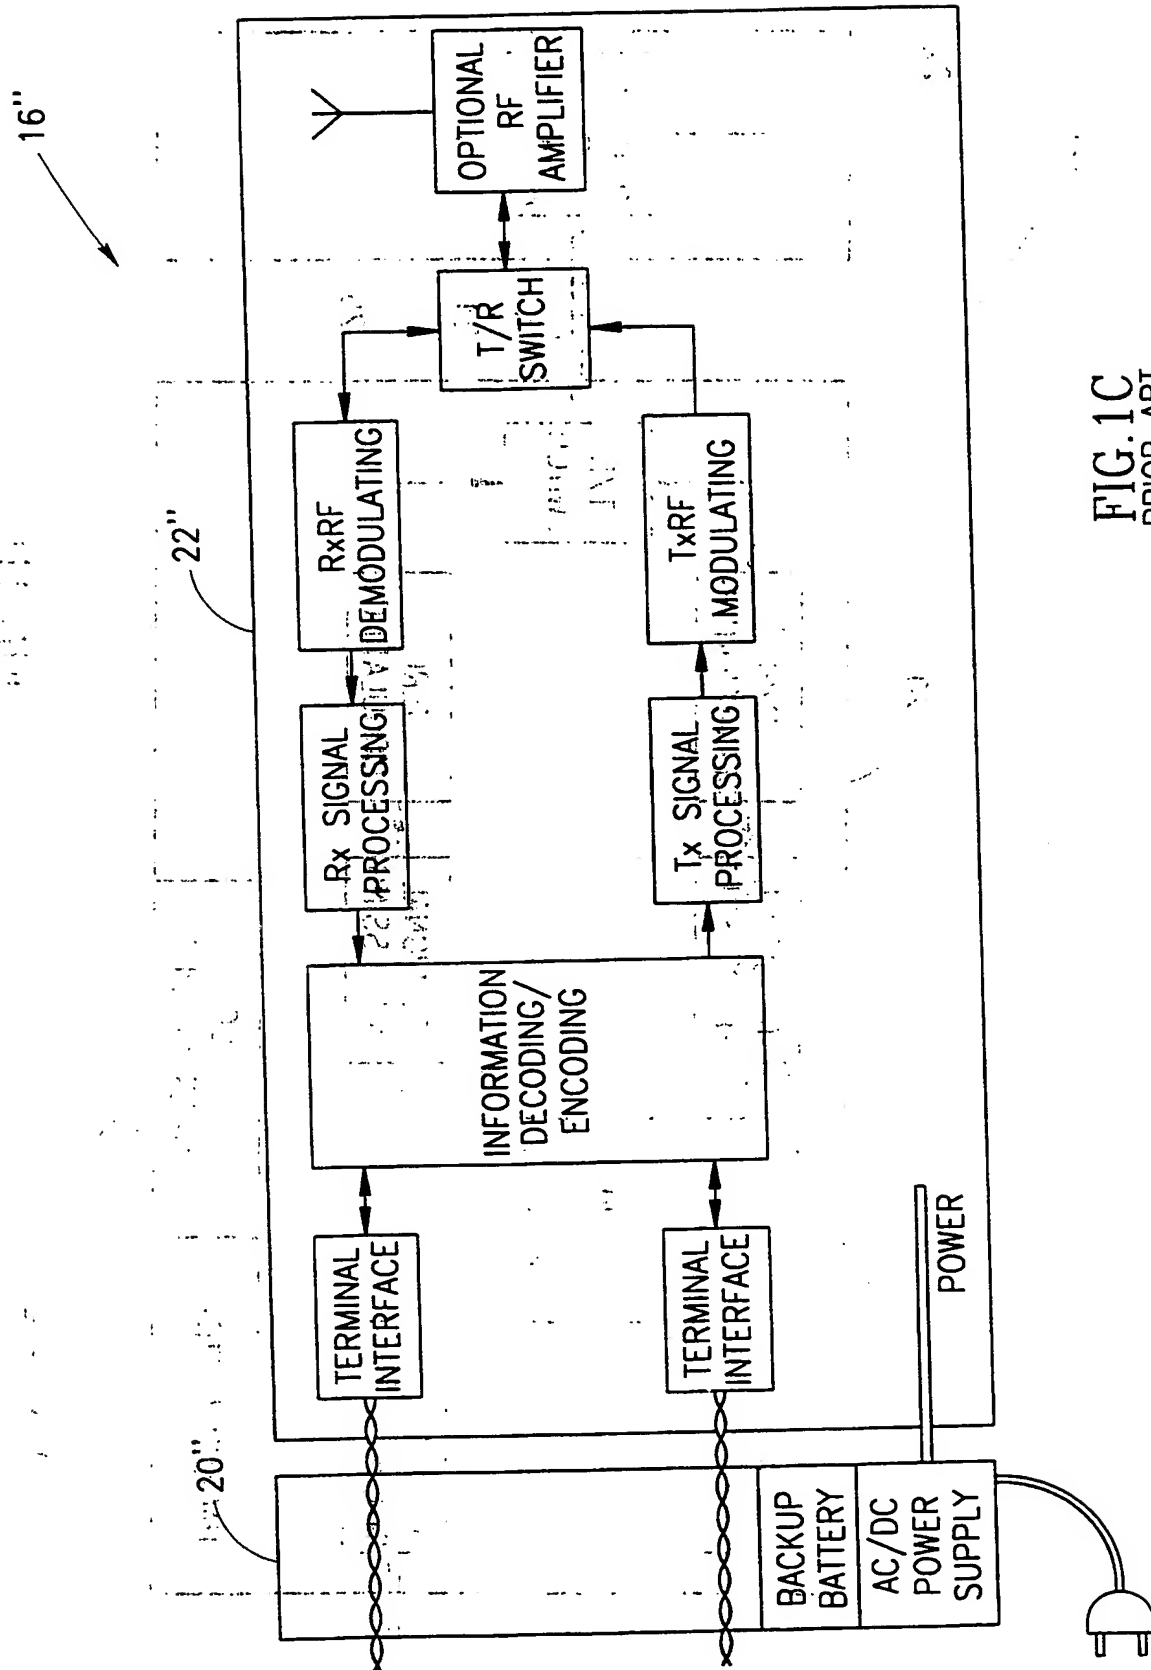 16"
22"
20"
OPTIONAL
RF
AMPLIFIER
T/R
SWITCH
RxRF
DEMODULATING
TxRF
MODULATING
Rx SIGNAL
PROCESSING
Tx SIGNAL
PROCESSING
INFORMATION
DECODING/
ENCODING
TERMINAL
INTERFACE
TERMINAL
INTERFACE
POWER
BACKUP
BATTERY
AC/DC
POWER
SUPPLY
FIG.1C
PRIOR ART